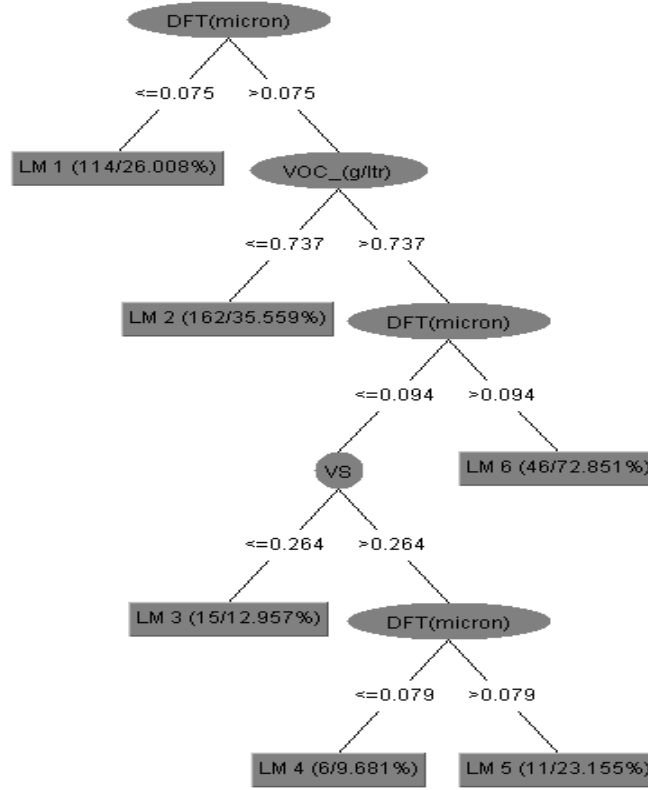 DFT(micron)
<=0.075 >0.075
LM 1 (114/26.008%)
VOC_(g/ltr)
<=0.737 >0.737
LM 2 (162/35.559%)
DFT(micron)
<=0.094 >0.094
VS
LM 6 (46/72.851%)
<=0.264 >0.264
LM 3 (15/12.957%)
DFT(micron)
<=0.079 >0.079
LM 4 (6/9.681%)
LM 5 (11/23.155%)